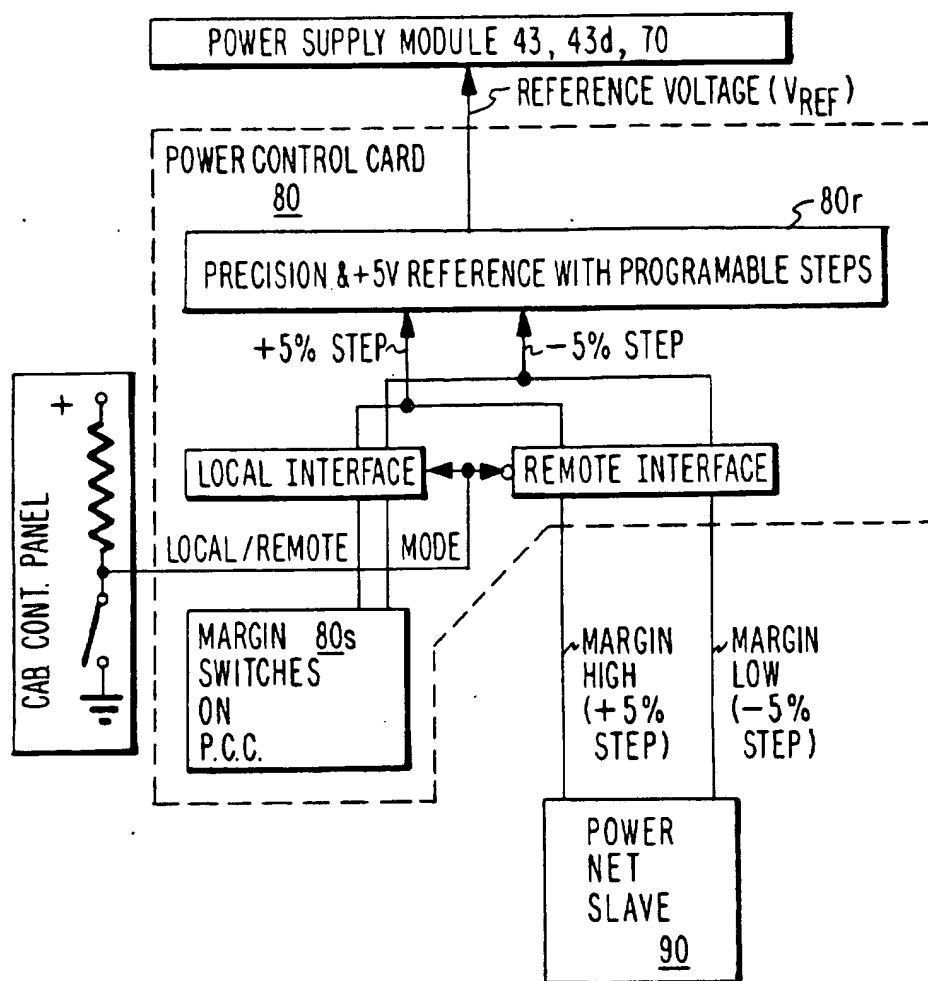 POWER SUPPLY MODULE 43, 43d, 70
REFERENCE VOLTAGE (VREF)
POWER CONTROL CARD
80
80r
PRECISION &+5V REFERENCE WITH PROGRAMABLE STEPS
+5% STEP
-5% STEP
+
CAB CONT. PANEL
LOCAL INTERFACE
REMOTE INTERFACE
LOCAL/REMOTE MODE
MARGIN 80s
SWITCHES
ON
P.C.C.
MARGIN
HIGH
(+5%
STEP)
MARGIN
LOW
(-5%
STEP)
POWER
NET
SLAVE
90